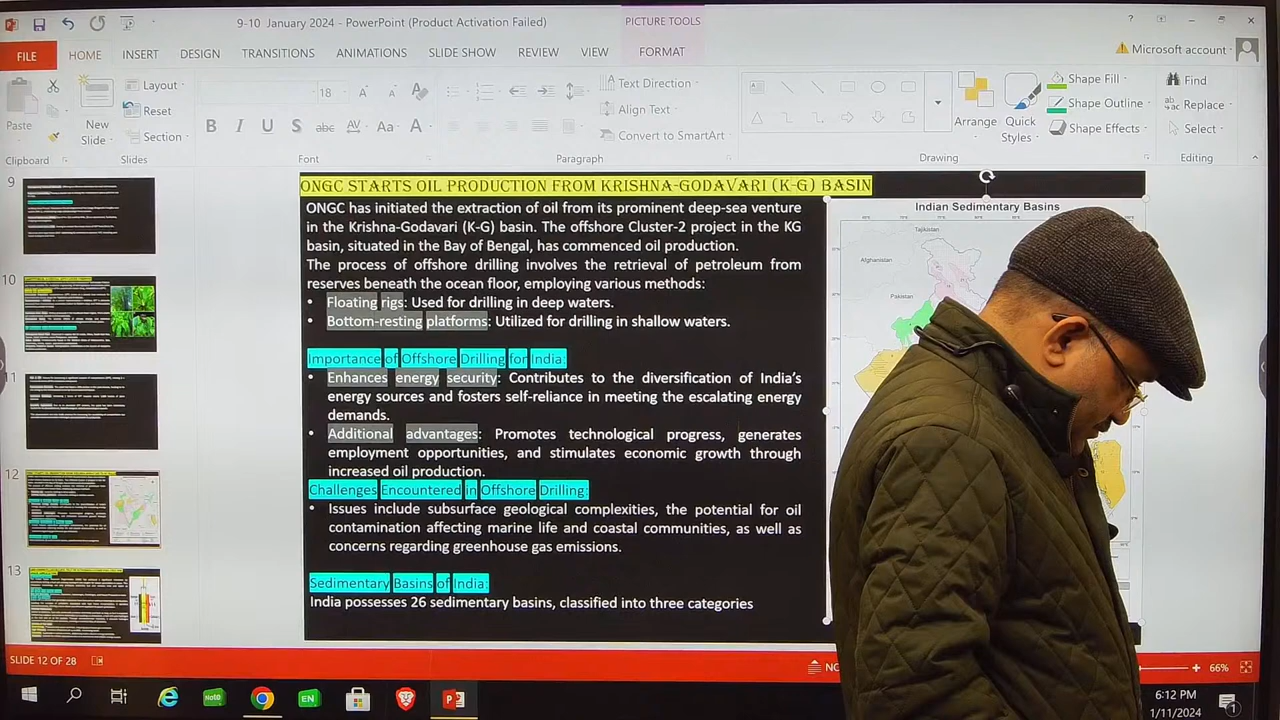 9-10 January 2024 - PowerPoint (Product Activation Failed)
PICTURE TOOLS
FILE
HOME
INSERT
DESIGN
TRANSITIONS
ANIMATIONS
SLIDE SHOW
REVIEW
VIEW
FORMAT
Microsoft account
Paste
New
Slide
Layout
Reset
Section
18
Text Direction
Align Text
Convert to SmartArt
Arrange
Quick
Styles
Shape Fill
Shape Outline
Shape Effects
Find
Replace
Select
Clipboard
Slides
Font
Paragraph
Drawing
Editing
9
10
11
12
13
ONGC STARTS OIL PRODUCTION FROM KRISHNA-GODAVARI (K-G) BASIN
ONGC has initiated the extraction of oil from its prominent deep-sea venture
in the Krishna-Godavari (K-G) basin. The offshore Cluster-2 project in the KG
basin, situated in the Bay of Bengal, has commenced oil production.
The process of offshore drilling involves the retrieval of petroleum from
reserves beneath the ocean floor, employing various methods:
• Floating rigs: Used for drilling in deep waters.
• Bottom-resting platforms: Utilized for drilling in shallow waters.
Importance of Offshore Drilling for India:
• Enhances energy security: Contributes to the diversification of India's
energy sources and fosters self-reliance in meeting the escalating energy
demands.
• Additional advantages: Promotes technological progress, generates
employment opportunities, and stimulates economic growth through
increased oil production.
Challenges Encountered in Offshore Drilling:
• Issues include subsurface geological complexities, the potential for oil
contamination affecting marine life and coastal communities, as well as
concerns regarding greenhouse gas emissions.
Sedimentary Basins of India:
India possesses 26 sedimentary basins, classified into three categories
Indian Sedimentary Basins
Tajikistan
Afghanistan
Pakistan
SLIDE 12 OF 28
66%
EN
6:12 PM
1/11/2024